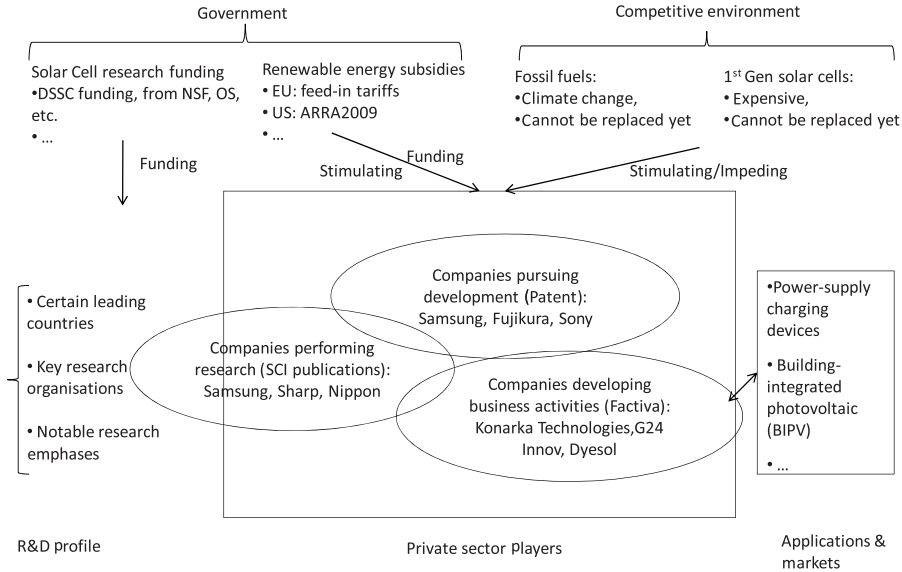 Government
Competitive environment
Solar Cell research funding
•DSSC funding, from NSF, OS,
etc.
• ...
Renewable energy subsidies
• EU: feed-in tariffs
• US: ARRA2009
• ...
Fossil fuels:
•Climate change,
•Cannot be replaced yet
1st Gen solar cells:
• Expensive,
•Cannot be replaced yet
Funding
Funding
Stimulating
Stimulating/Impeding
• Certain leading
countries
• Key research
organisations
• Notable research
emphases
Companies pursuing
development (Patent):
Samsung, Fujikura, Sony
Companies performing
research (SCI publications):
Samsung, Sharp, Nippon
Companies developing
business activities (Factiva):
Konarka Technologies,G24
Innov, Dyesol
•Power-supply
charging
devices
• Building-
integrated
photovoltaic
(BIPV)
• ...
R&D profile
Private sector players
Applications &
markets